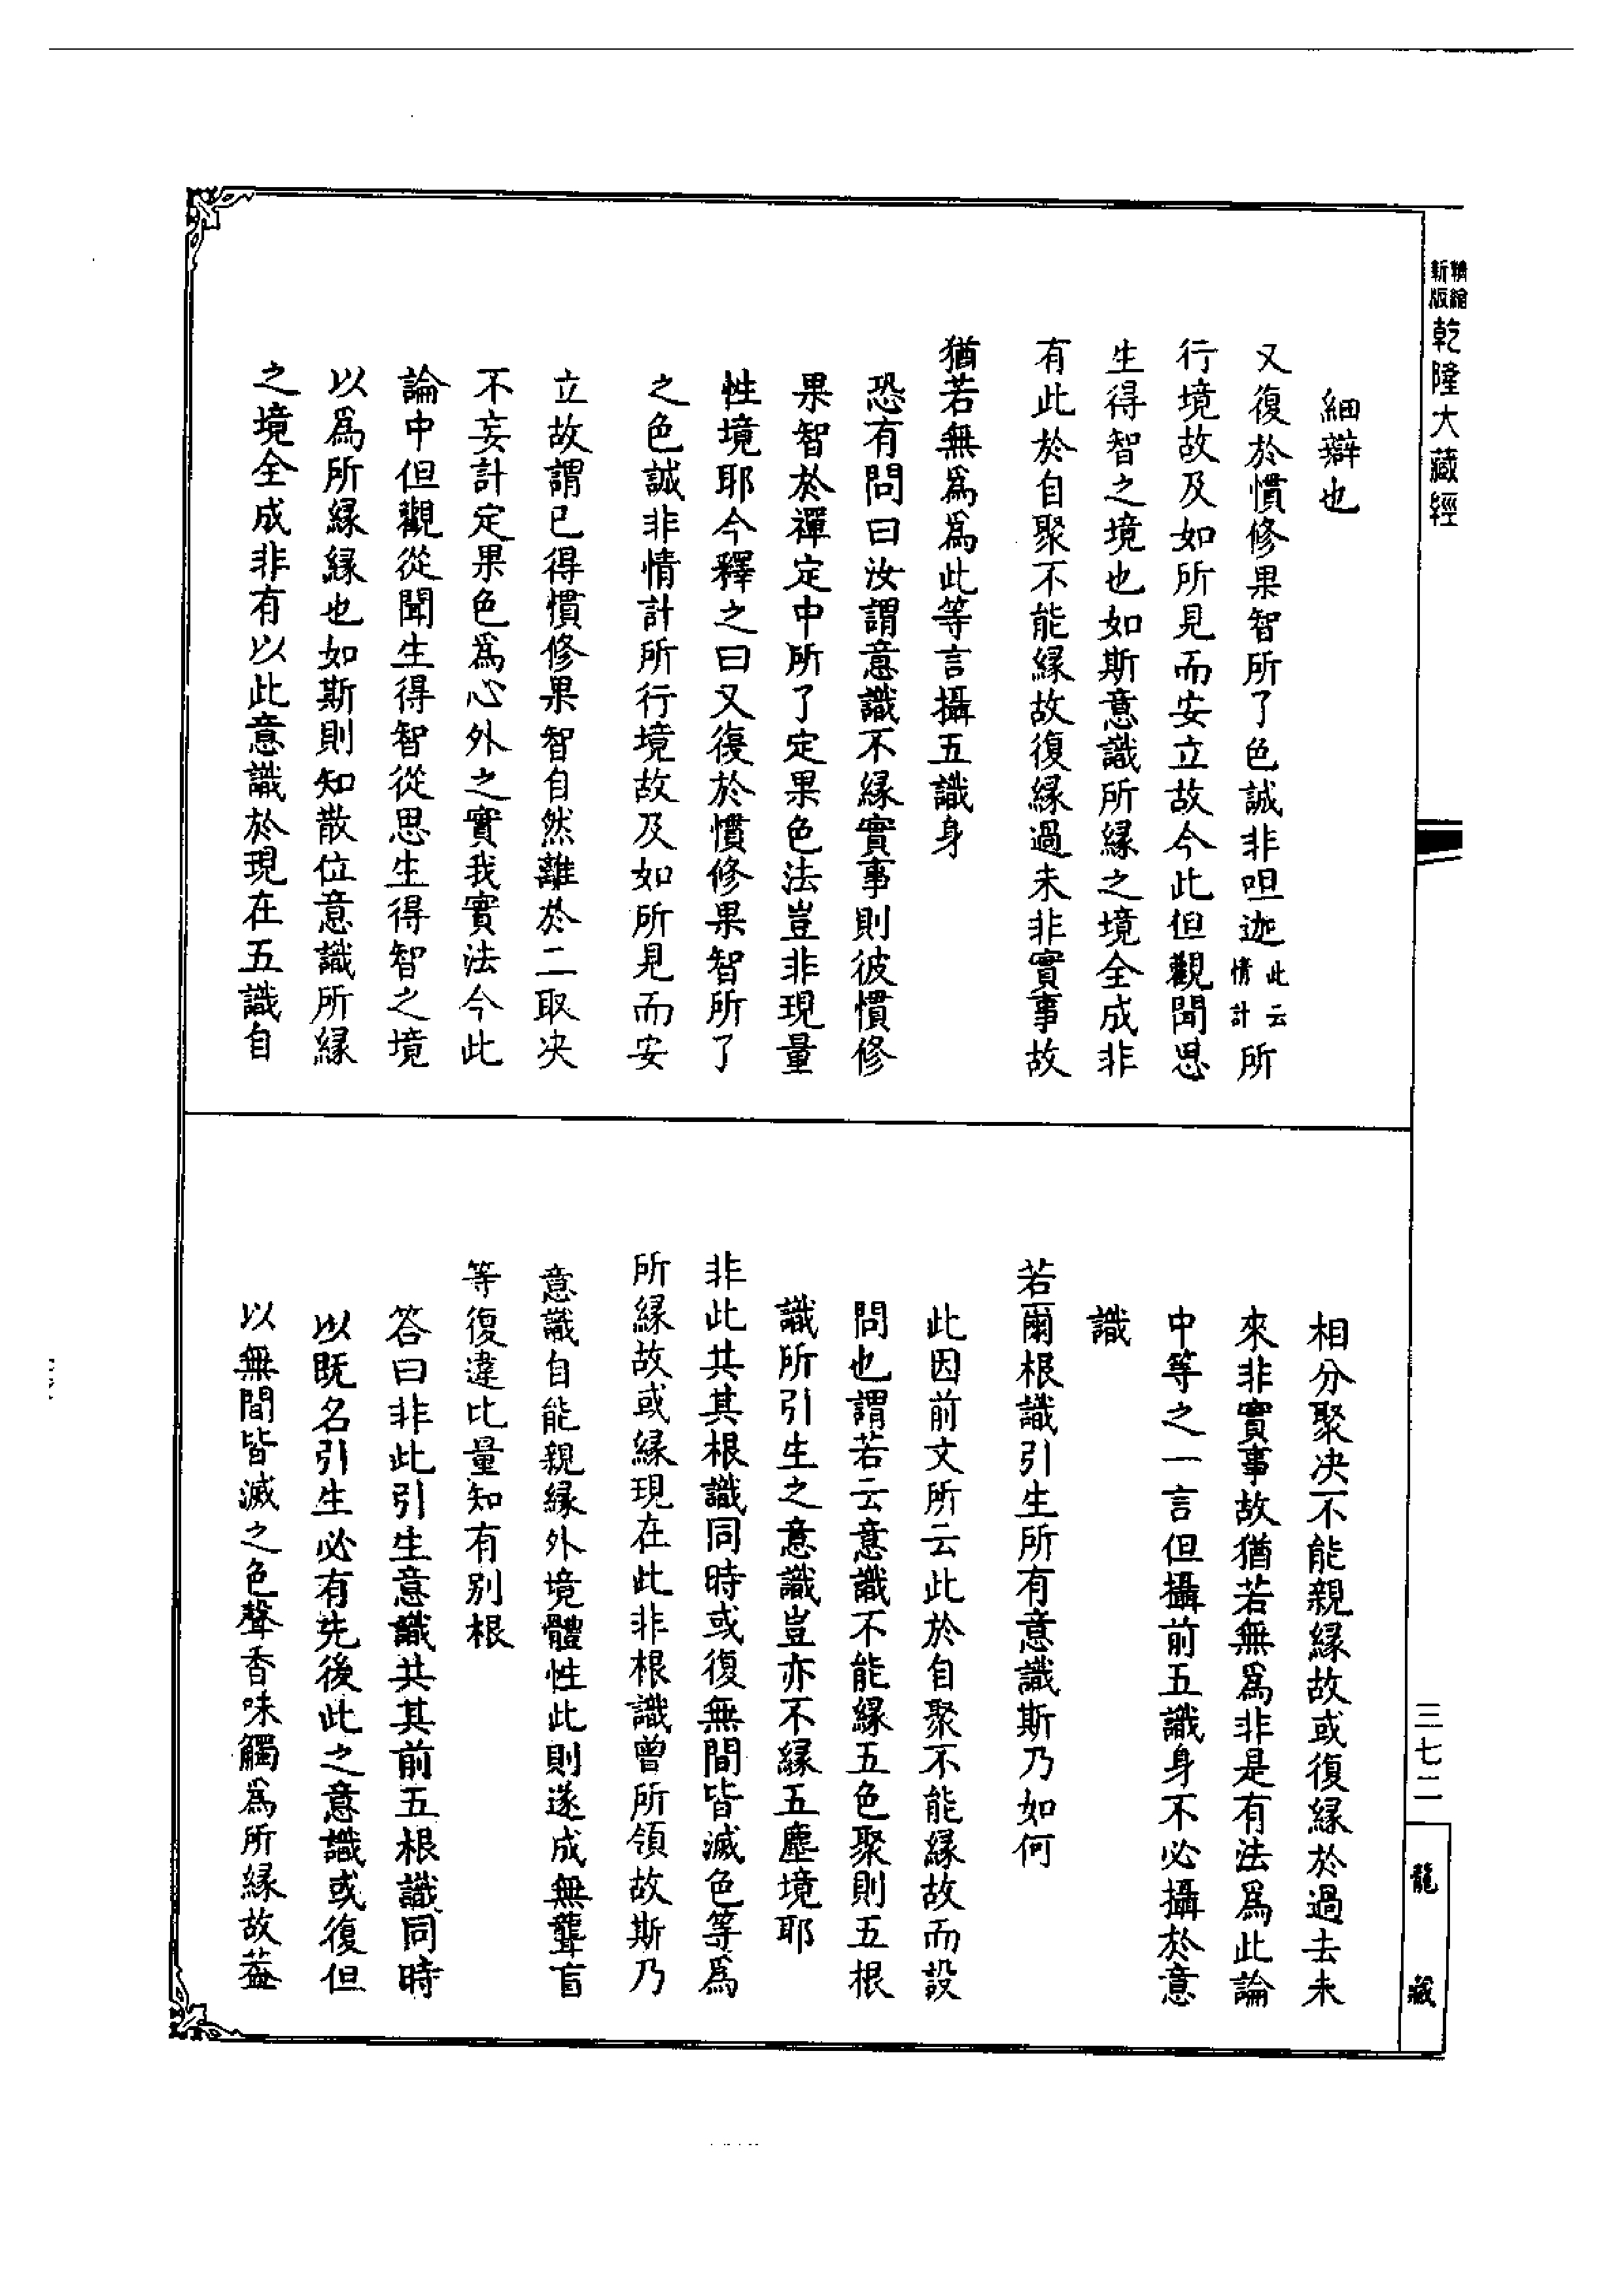 精繪
新版
乾隆大藏經
細辯也
又復於慣修果智所了色誠非呾迦此云情計所
行境故及如所見而安立故今此但觀聞思
生得智之境也如斯意識所緣之境全成非
有此於自聚不能緣故復緣過未非實事故
猶若無為為此等言攝五識身
恐有問曰汝謂意識不緣實事則彼慣修
果智於禪定中所了定果色法豈非現量
性境耶今釋之曰又復於慣修果智所了
之色誠非情計所行境故及如所見而安
立故謂已得慣修果智自然離於二取决
不妄計定果色為心外之實我實法今此
論中但觀從聞生得智從思生得智之境
以為所緣緣也如斯則知散位意識所緣
之境全成非有以此意識於現在五識自
相分聚决不能親緣故或復緣於過去未
來非實事故猶若無為非是有法為此論
中等之一言但攝前五識身不必攝於意
識
若爾根識引生所有意識斯乃如何
此因前文所云此於自聚不能緣故而設
問也謂若云意識不能緣五色聚則五根
識所引生之意識豈亦不緣五塵境耶
非此共其根識同時或復無間皆滅色等為
所緣故或緣現在此非根識曾所領故斯乃
意識自能親緣外境體性此則遂成無聾盲
等復違比量知有別根
答曰非此引生意識共其前五根識同時
以既名引生必有先後此之意識或復但
以無間皆滅之色聲香味觸為所緣故葢
三七二
龍藏